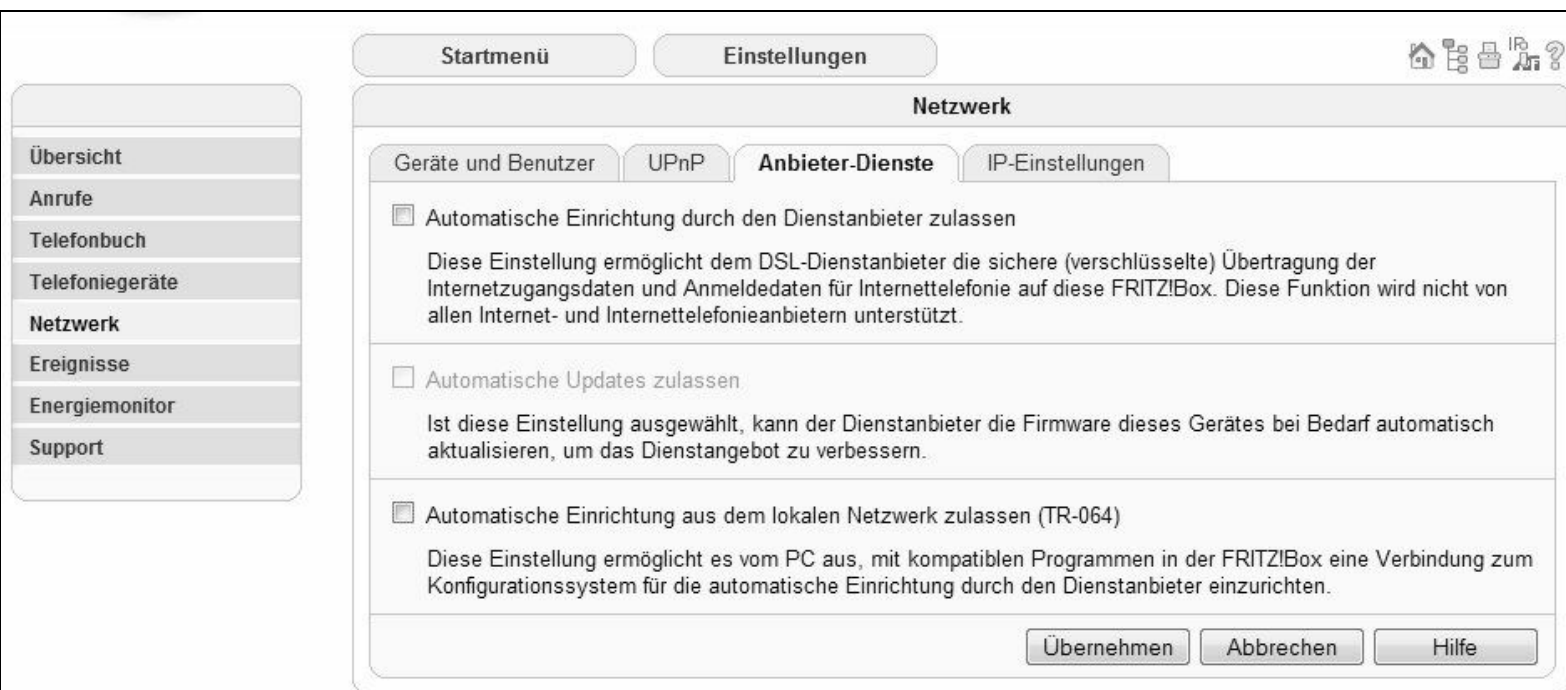 Startmenü
Einstellungen
IP
?
Netzwerk
Übersicht
Anrufe
Telefonbuch
Telefoniegeräte
Netzwerk
Ereignisse
Energiemonitor
Support
Geräte und Benutzer
UPnP
Anbieter-Dienste
IP-Einstellungen
Automatische Einrichtung durch den Dienstanbieter zulassen
Diese Einstellung ermöglicht dem DSL-Dienstanbieter die sichere (verschlüsselte) Übertragung der
Internetzugangsdaten und Anmeldedaten für Internettelefonie auf diese FRITZ!Box. Diese Funktion wird nicht von
allen Internet- und Internettelefonieanbietern unterstützt.
Automatische Updates zulassen
Ist diese Einstellung ausgewählt, kann der Dienstanbieter die Firmware dieses Gerätes bei Bedarf automatisch
aktualisieren, um das Dienstangebot zu verbessern.
Automatische Einrichtung aus dem lokalen Netzwerk zulassen (TR-064)
Diese Einstellung ermöglicht es vom PC aus, mit kompatiblen Programmen in der FRITZ!Box eine Verbindung zum
Konfigurationssystem für die automatische Einrichtung durch den Dienstanbieter einzurichten.
Übernehmen
Abbrechen
Hilfe